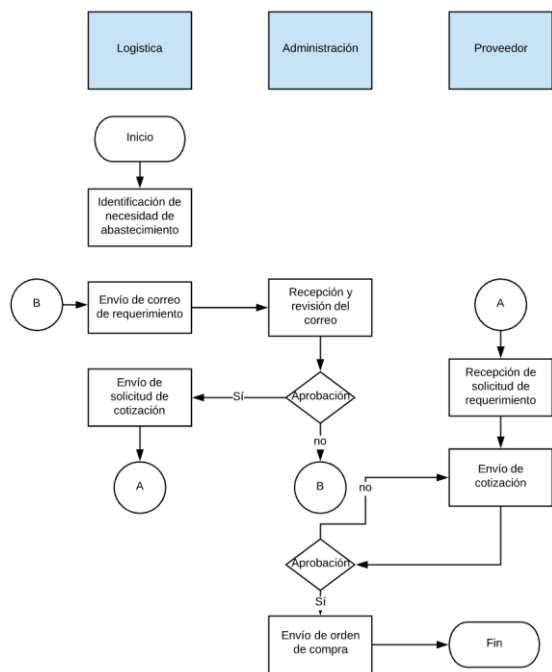 Logistica
Administración
Proveedor
Inicio
Identificación de
necesidad de
abastecimiento
B
Envío de correo
de requerimiento
Recepción y
revisión del
correo
A
Envío de
solicitud de
cotización
Sí
Aprobación
Recepción de
solicitud de
requerimiento
no
A
B
no
Envío de
cotización
Aprobación
Sí
Envío de orden
de compra
Fin